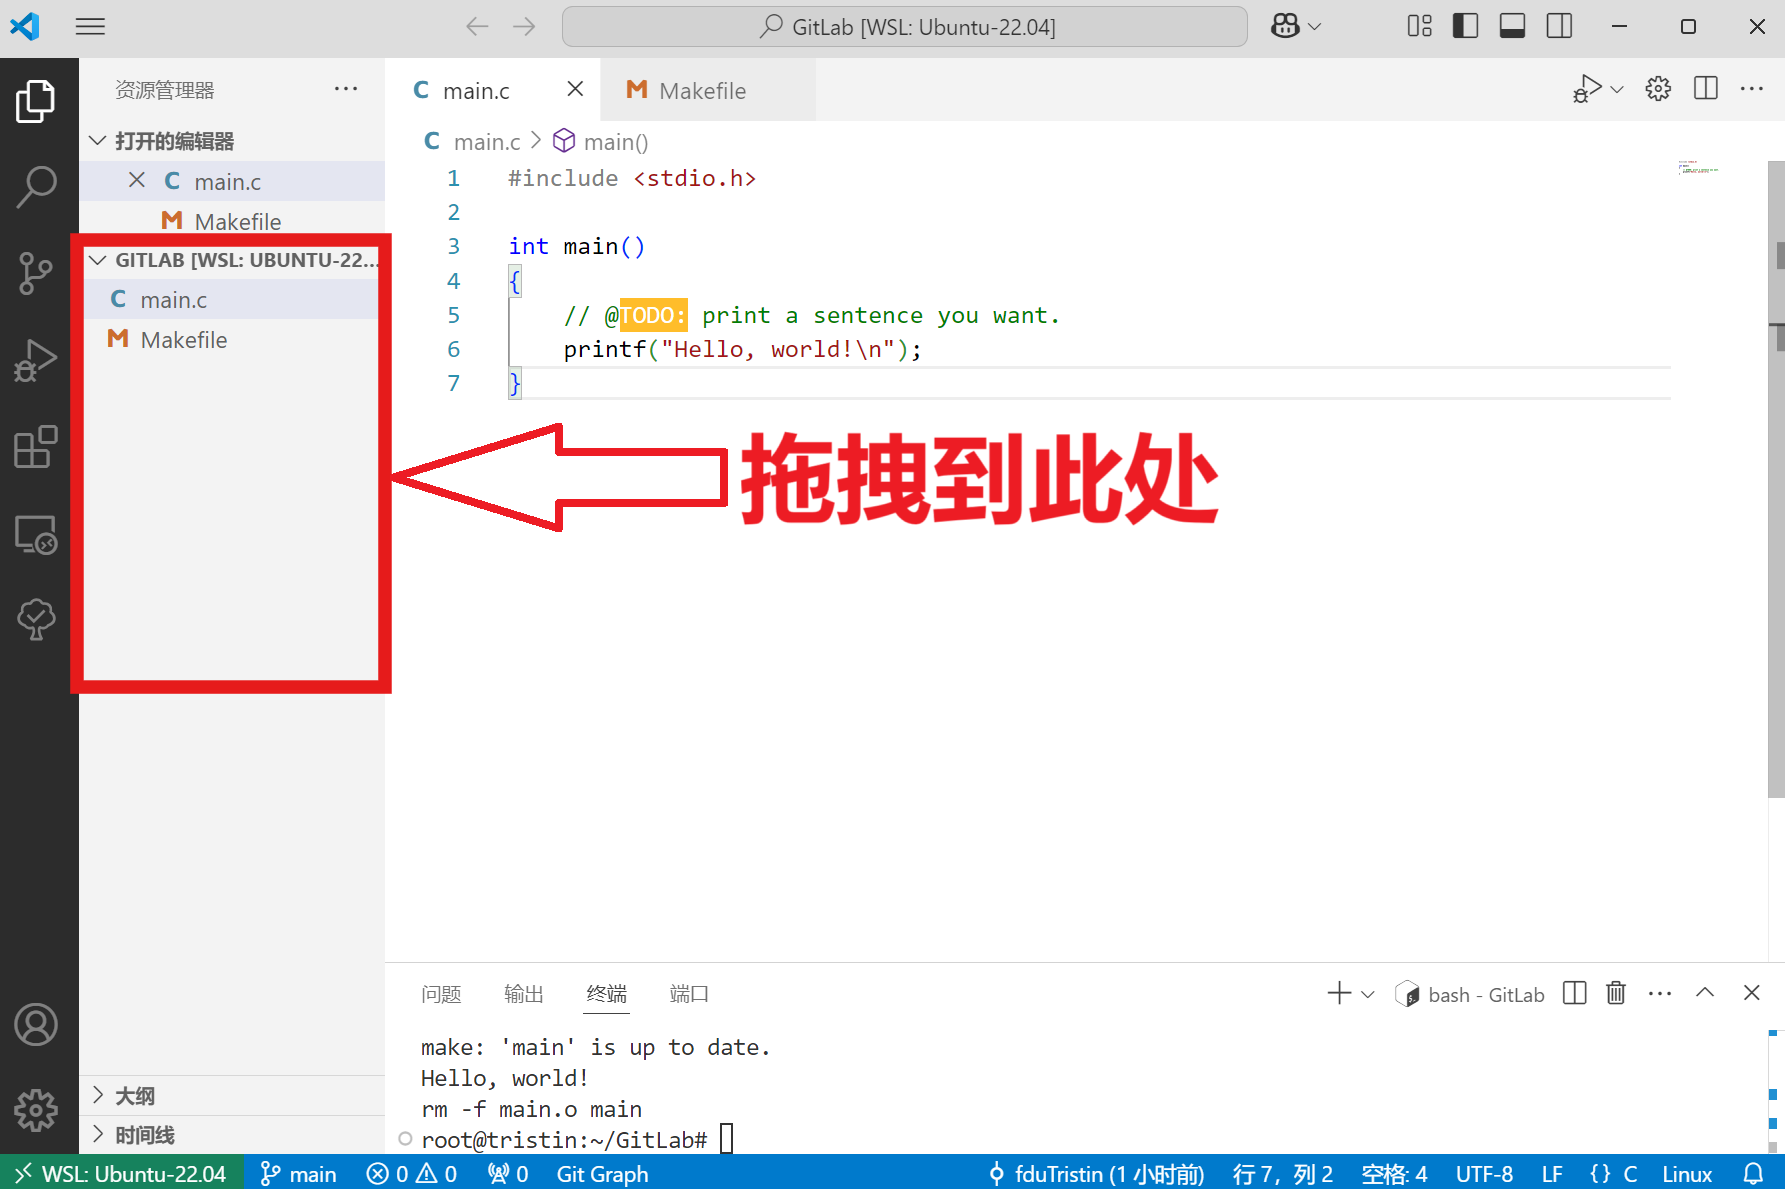 GitLab [WSL: Ubuntu-22.04]
资源管理器
打开的编辑器
C main.c
M Makefile
GITLAB [WSL: UBUNTU-22...
C main.c
M Makefile
大纲
时间线
C main.c
M Makefile
C main.c > main()
1 #include <stdio.h>
2
3 int main()
4 {
5 // @TODO: print a sentence you want.
6 printf("Hello, world!\n");
7 }
拖拽到此处
问题 输出 终端 端口
bash - GitLab
make: 'main' is up to date.
Hello, world!
rm -f main.o main
root@tristin:~/GitLab#
WSL: Ubuntu-22.04 main 0 0 0 Git Graph fduTristin (1 小时前) 行 7，列 2 空格: 4 UTF-8 LF {} C Linux